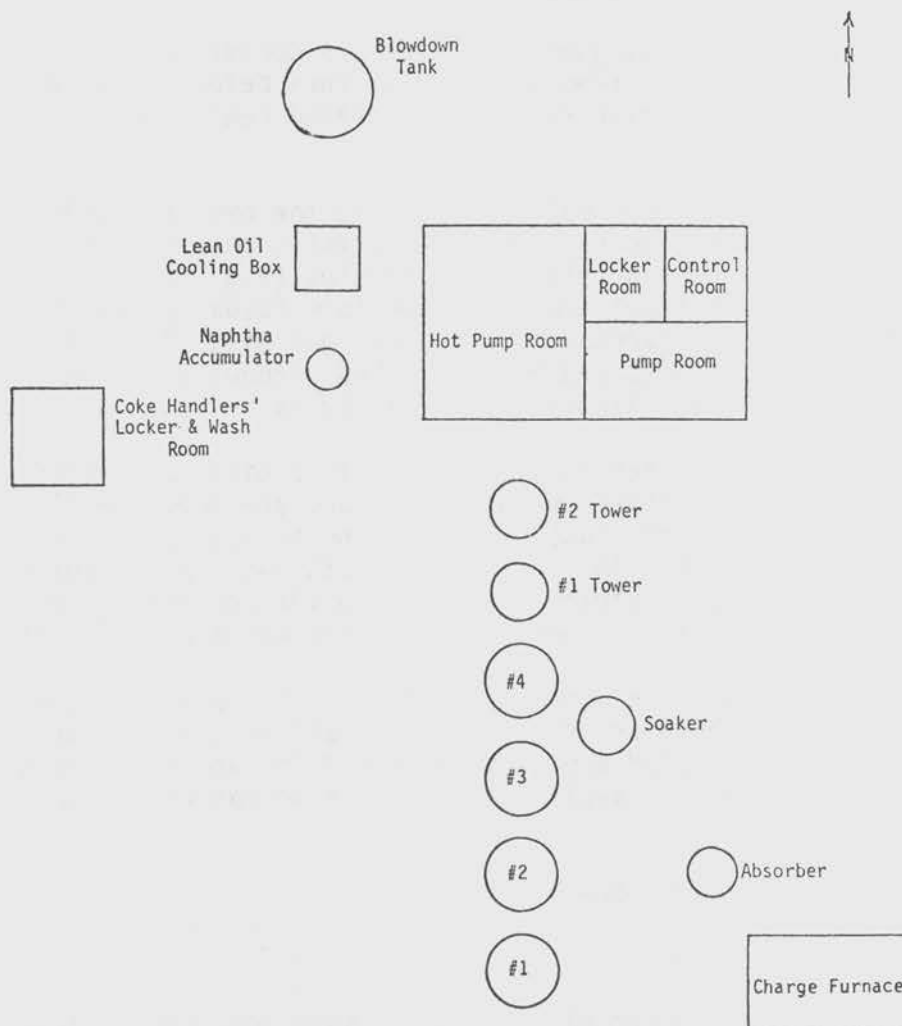 Blowdown
Tank
N
Lean Oil
Cooling Box
Locker
Room
Control
Room
Naphtha
Accumulator
Hot Pump Room
Pump Room
Coke Handlers'
Locker & Wash
Room
#2 Tower
#1 Tower
#4
Soaker
#3
#2
Absorber
#1
Charge Furnace